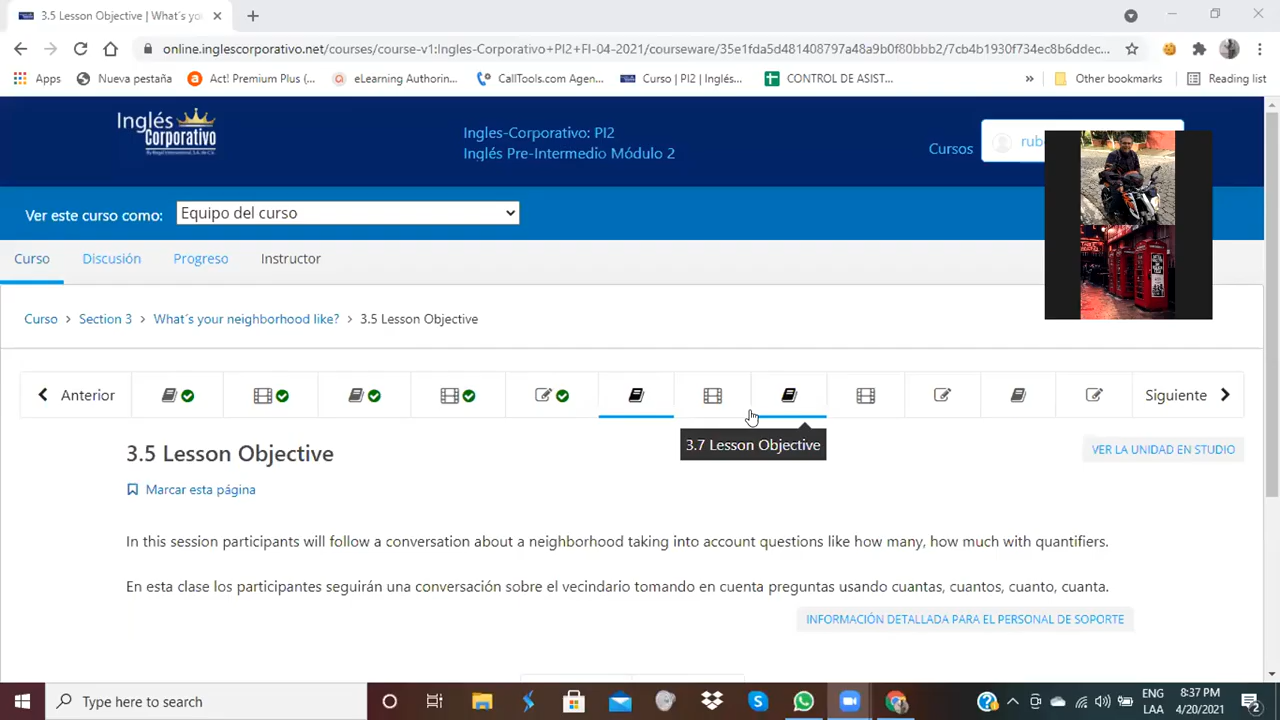 3.5 Lesson Objective | What's yo
online.inglescorporativo.net/courses/course-v1:Ingles-Corporativo+PI2+FI-04-2021/courseware/35e1fda5d481408797a48a9b0f80bbb2/7cb4b1930f734ec8b6ddec...
Apps
Nueva pestaña
Act! Premium Plus (...
eLearning Authorin...
CallTools.com Agen...
Curso | PI2 | Inglés...
CONTROL DE ASIST...
»
Other bookmarks
Reading list
Inglés
Corporativo
Ingles-Corporativo: PI2
Inglés Pre-Intermedio Módulo 2
Cursos
rub
Ver este curso como:
Equipo del curso
Curso
Discusión
Progreso
Instructor
Curso > Section 3 > What´s your neighborhood like? > 3.5 Lesson Objective
Anterior
Siguiente
3.7 Lesson Objective
3.5 Lesson Objective
VER LA UNIDAD EN STUDIO
Marcar esta página
In this session participants will follow a conversation about a neighborhood taking into account questions like how many, how much with quantifiers.
En esta clase los participantes seguirán una conversación sobre el vecindario tomando en cuenta preguntas usando cuantas, cuantos, cuanto, cuanta.
INFORMACIÓN DETALLADA PARA EL PERSONAL DE SOPORTE
Type here to search
ENG
LAA
8:37 PM
4/20/2021
2